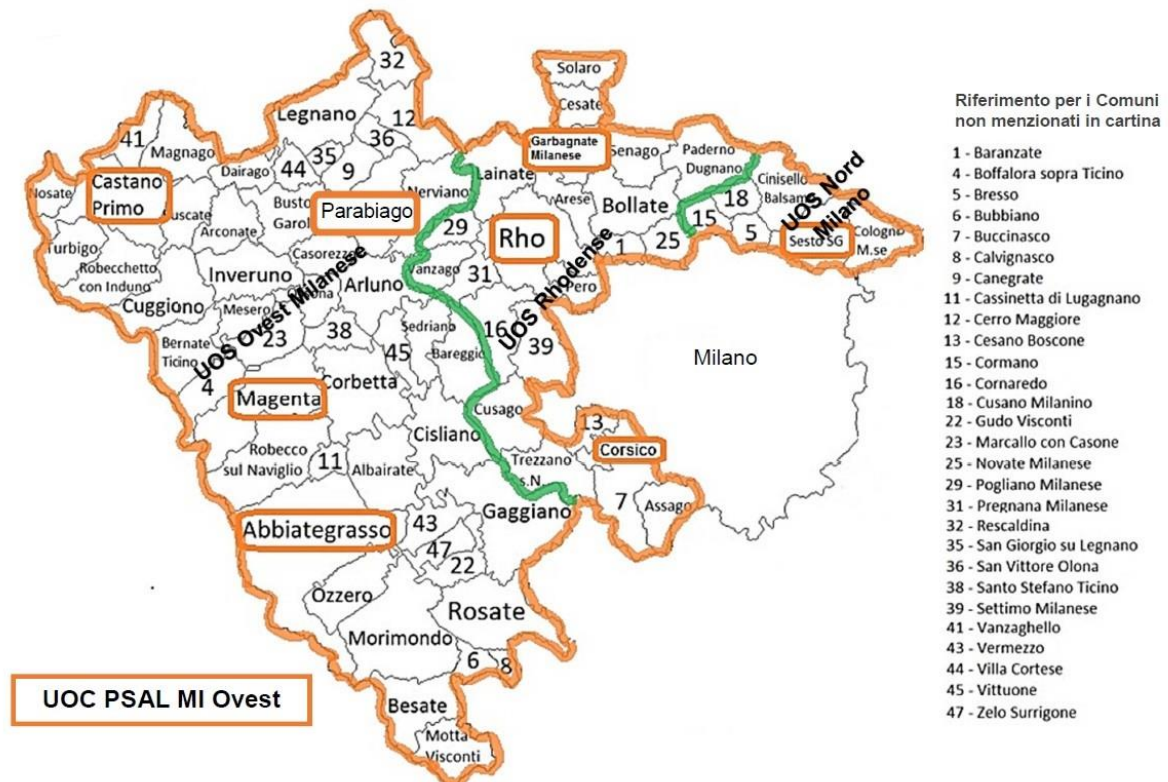 32
Solaro
Cesate
Legnano
12
36
41
Magnago
Dairago
35
44
9
Garbagnate
Milanese
Senago
Paderno
Dugnano
Lainate
Nosate
Castano
Primo
Buscate
Busto
Garol
Parabiago
Nerviano
Arese
Bollate
Cinisello
Balsam
18
15
5
UOS Nord
Milano
Sesto SG
Cologno
M.se
Turbigo
Arconate
29
Rho
1
25
Robecchetto
con Induno
Casorezzo
Vanzago
31
Pero
Inveruno
Arluno
Cuggiono
Mesero
UOS Ovest Milanese
UOS Rhodense
Sedriano
16
39
Bernate
Ticino
23
38
45
Bareggio
Milano
4
Magenta
Corbetta
Cusago
13
Cisliano
Corsico
Robecco
sul Naviglio
11
Albairate
Trezzano
s.N.
7
Assago
Gaggiano
Abbiategrasso
43
47
22
Ozzero
Rosate
Morimondo
6
8
UOC PSAL MI Ovest
Besate
Motta
Visconti
Riferimento per i Comuni
non menzionati in cartina
1 - Baranzate
4 - Boffalora sopra Ticino
5 - Bresso
6 - Bubbiano
7 - Buccinasco
8 - Calvignasco
9 - Canegrate
11 - Cassinetta di Lugagnano
12 - Cerro Maggiore
13 - Cesano Boscone
15 - Cormano
16 - Cornaredo
18 - Cusano Milanino
22 - Gudo Visconti
23 - Marcallo con Casone
25 - Novate Milanese
29 - Pogliano Milanese
31 - Pregnana Milanese
32 - Rescaldina
35 - San Giorgio su Legnano
36 - San Vittore Olona
38 - Santo Stefano Ticino
39 - Settimo Milanese
41 - Vanzaghello
43 - Vermezzo
44 - Villa Cortese
45 - Vittuone
47 - Zelo Surrigone